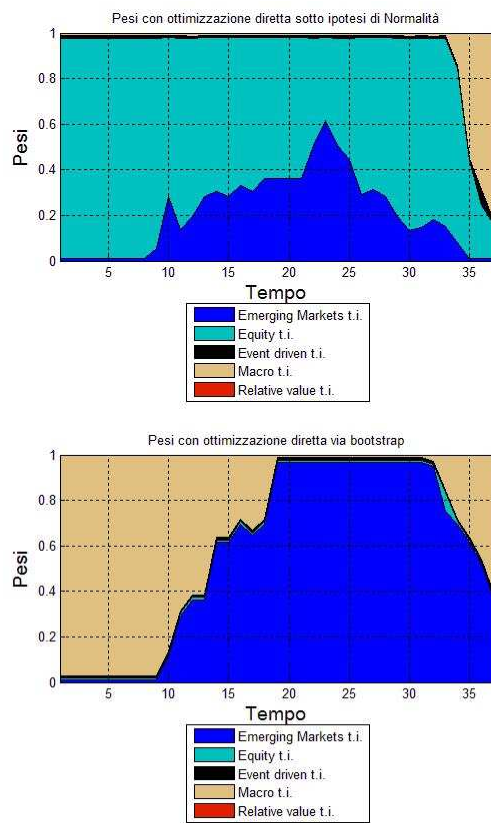 Pesi con ottimizzazione diretta sotto ipotesi di Normalità
1
0.8
0.6
0.4
0.2
0
Pesi
5 10 15 20 25 30 35
Tempo
Emerging Markets t.i.
Equity t.i.
Event driven t.i.
Macro t.i.
Relative value t.i.
Pesi con ottimizzazione diretta via bootstrap
1
0.8
0.6
0.4
0.2
0
Pesi
5 10 15 20 25 30 35
Tempo
Emerging Markets t.i.
Equity t.i.
Event driven t.i.
Macro t.i.
Relative value t.i.